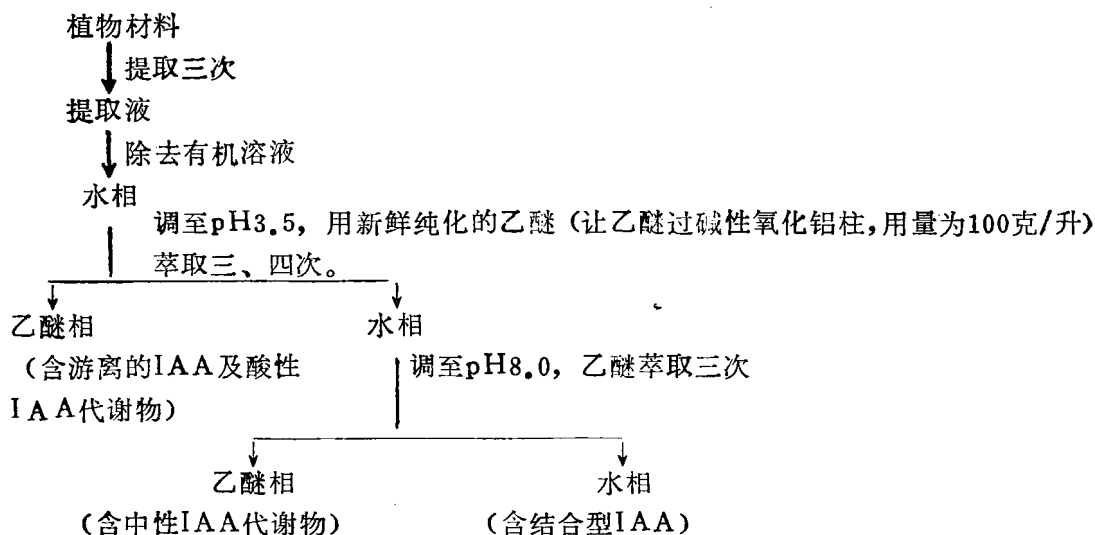 植物材料
提取三次
提取液
除去有机溶液
水相
调至pH3.5，用新鲜纯化的乙醚（让乙醚过碱性氧化铝柱，用量为100克/升）
萃取三、四次。
乙醚相
水相
（含游离的IAA及酸性
IAA代谢物）
调至pH8.0，乙醚萃取三次
乙醚相
水相
（含中性IAA代谢物）
（含结合型IAA）